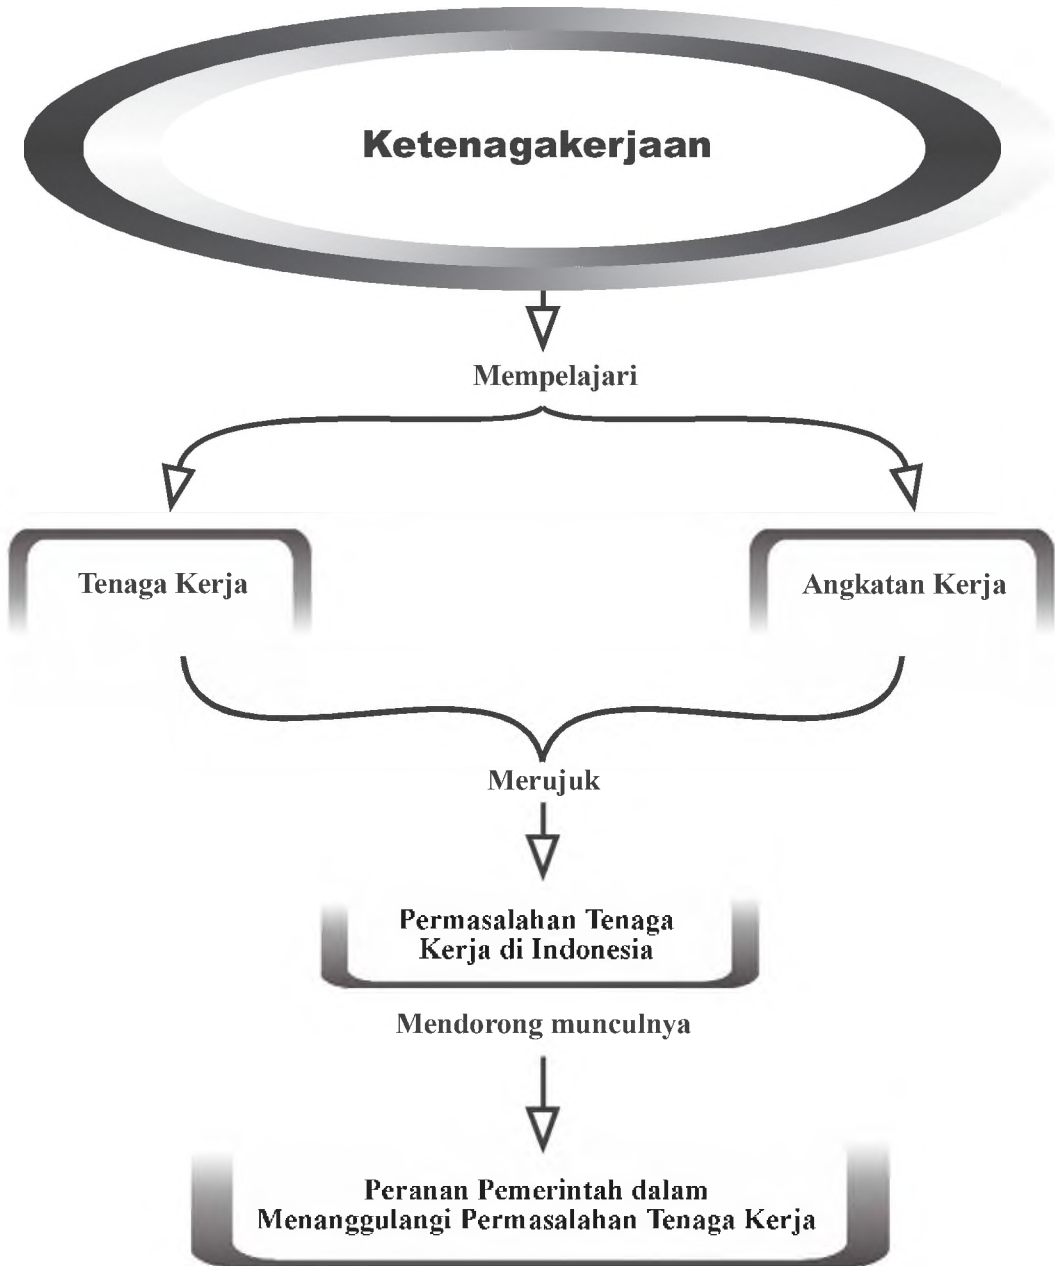 Ketenagakerjaan
Mempelajari
Tenaga Kerja
Angkatan Kerja
Merujuk
Permasalahan Tenaga
Kerja di Indonesia
Mendorong munculnya
Peranan Pemerintah dalam
Menanggulangi Permasalahan Tenaga Kerja